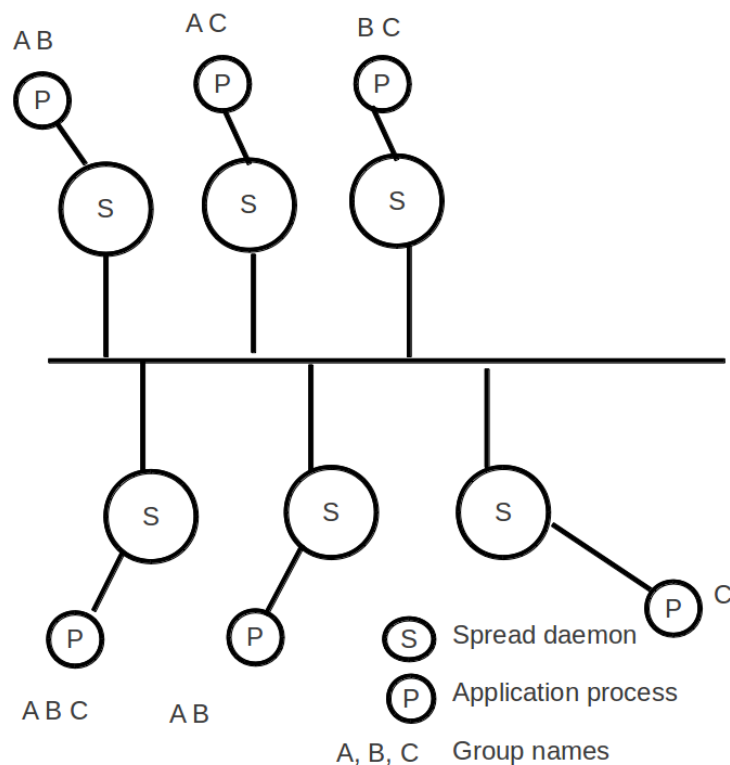 A B
A C
B C
P
P
P
S
S
S
S
S
S
P
P
P
C
A B C
A B
S Spread daemon
P Application process
A, B, C Group names